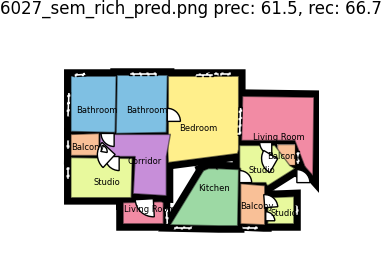 6027_sem_rich_pred.png prec: 61.5, rec: 66.7
Bathroom Bathroom
Bedroom
Living Room
Balcony
Balcony
Corridor
Studio
Studio
Kitchen
Living Room
Balcony
Studio